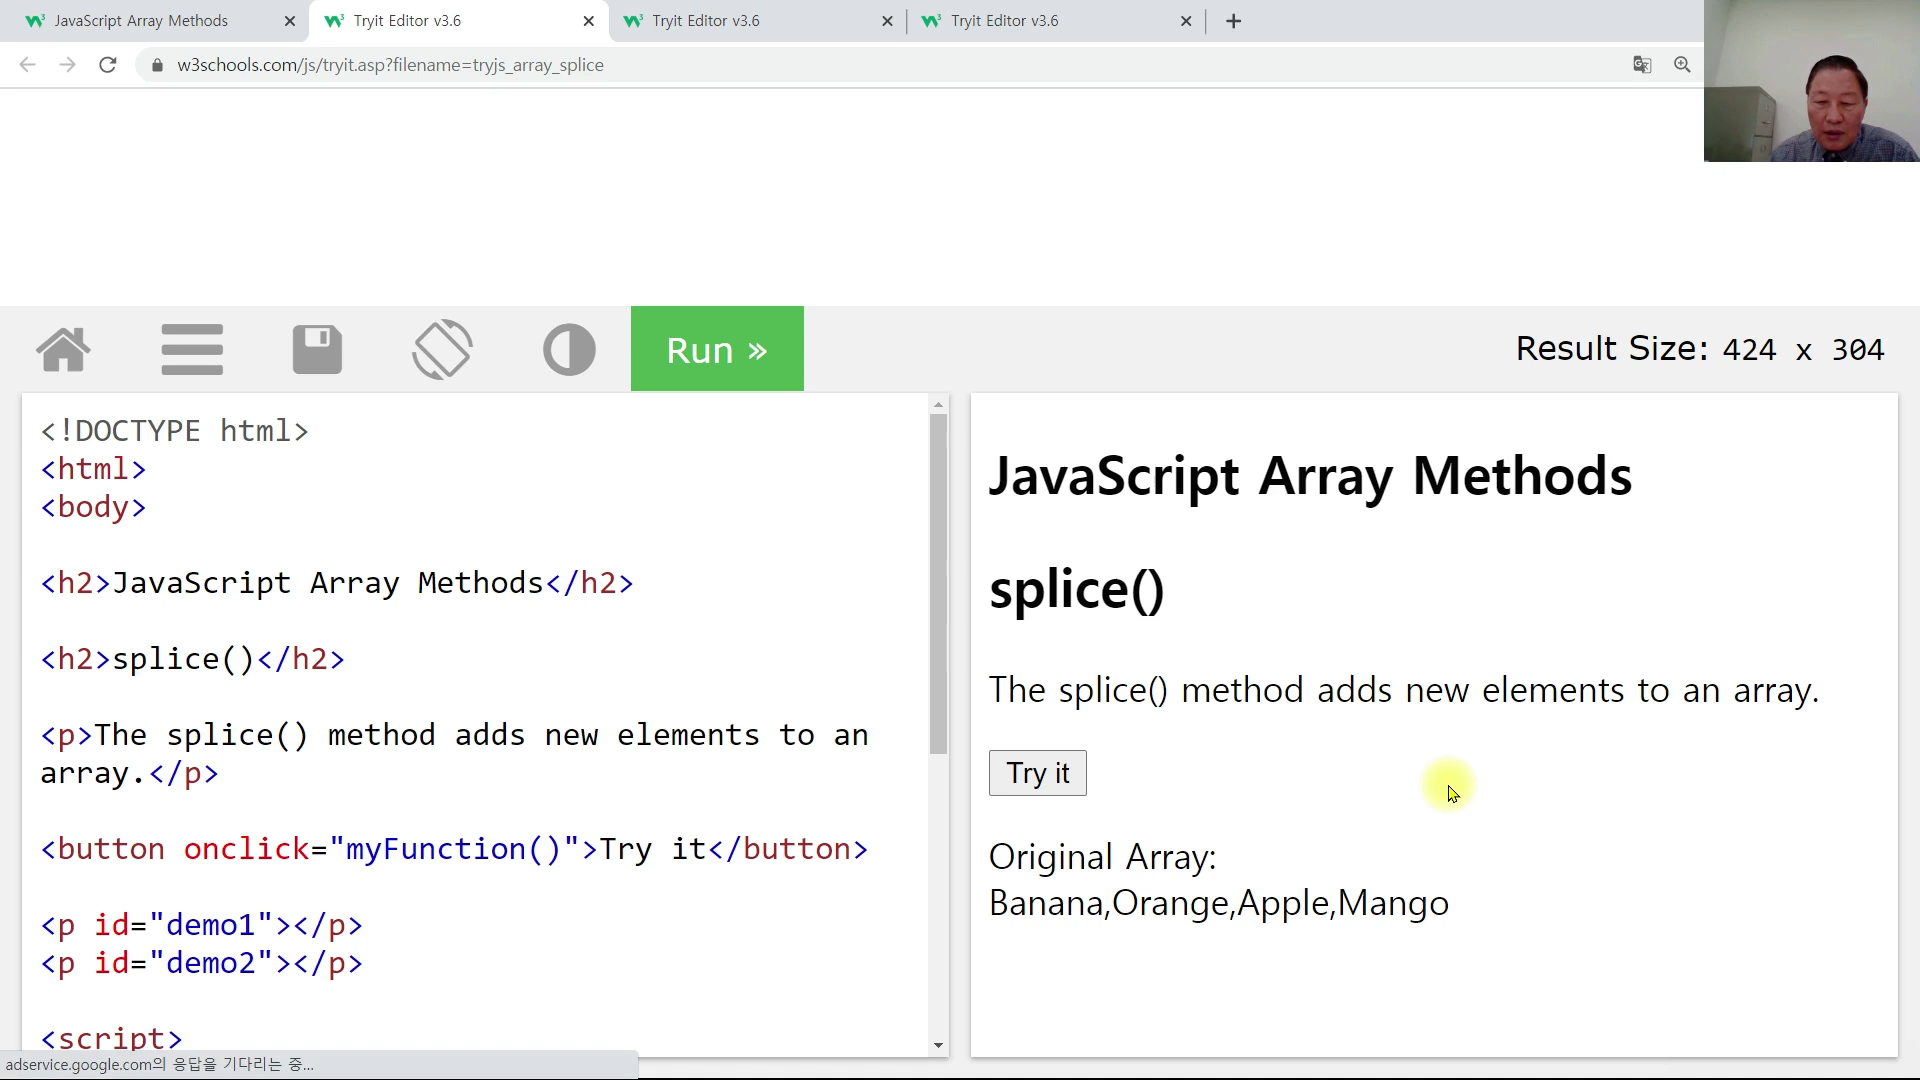 JavaScript Array Methods
Tryit Editor v3.6
Tryit Editor v3.6
Tryit Editor v3.6
w3schools.com/js/tryit.asp?filename=tryjs_array_splice
Run »
Result Size: 424 x 304
<!DOCTYPE html>
<html>
<body>
<h2>JavaScript Array Methods</h2>
<h2>splice()</h2>
<p>The splice() method adds new elements to an
array.</p>
<button onclick="myFunction()">Try it</button>
<p id="demo1"></p>
<p id="demo2"></p>
<script>
JavaScript Array Methods
splice()
The splice() method adds new elements to an array.
Try it
Original Array:
Banana,Orange,Apple,Mango
adservice.google.com의 응답을 기다리는 중...